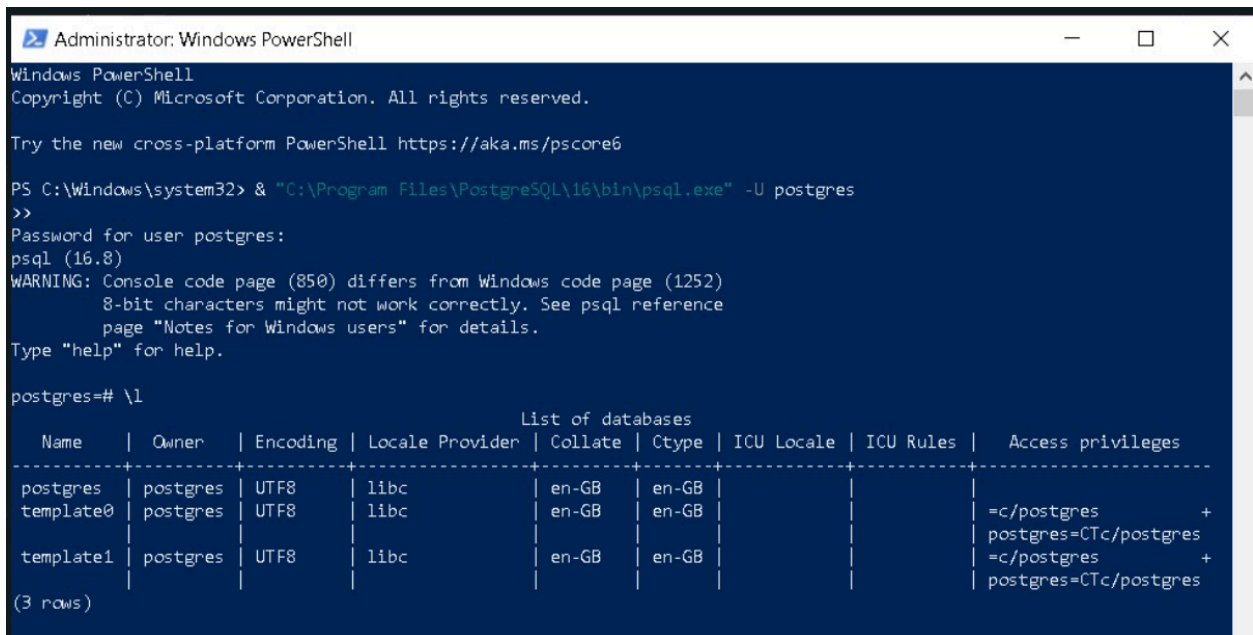 Administrator: Windows PowerShell
Windows PowerShell
Copyright (C) Microsoft Corporation. All rights reserved.
Try the new cross-platform PowerShell https://aka.ms/pscore6
PS C:\Windows\system32> & "C:\Program Files\PostgreSQL\16\bin\psql.exe" -U postgres
>>
Password for user postgres:
psql (16.8)
WARNING: Console code page (850) differs from Windows code page (1252)
         8-bit characters might not work correctly. See psql reference
         page "Notes for Windows users" for details.
Type "help" for help.
postgres=# \l
                                                List of databases
   Name    |  Owner   | Encoding | Locale Provider | Collate | Ctype | ICU Locale | ICU Rules |   Access privileges
-----------+----------+----------+-----------------+---------+-------+------------+-----------+-----------------------
 postgres  | postgres | UTF8     | libc            | en-GB   | en-GB |            |           |
 template0 | postgres | UTF8     | libc            | en-GB   | en-GB |            |           | =c/postgres          +
           |          |          |                 |         |       |            |           | postgres=CTc/postgres
 template1 | postgres | UTF8     | libc            | en-GB   | en-GB |            |           | =c/postgres          +
           |          |          |                 |         |       |            |           | postgres=CTc/postgres
(3 rows)